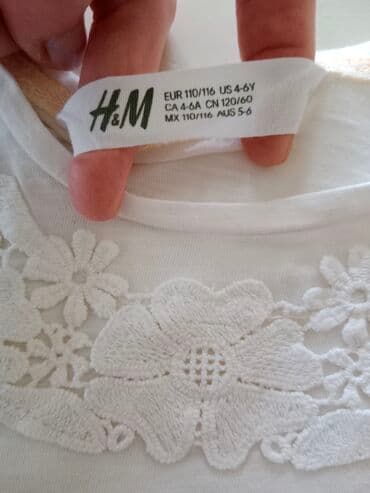 H&M
EUR 110/116 US 4-6Y
CA 4-6A CN 120/60
MX 110/116 AUS 5-6